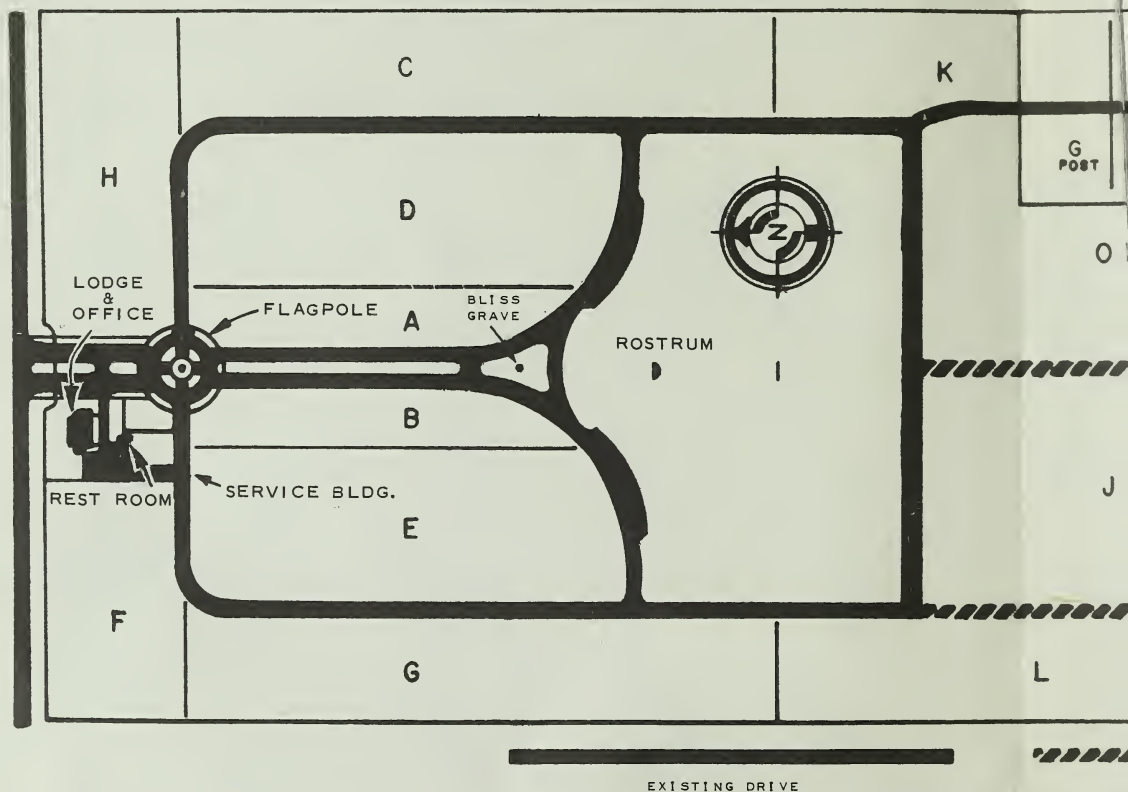 C
K
H
G
POST
D
O
LODGE
&
OFFICE
FLAGPOLE
A
BLISS
GRAVE
ROSTRUM
I
B
REST ROOM
SERVICE BLDG.
J
E
F
G
L
EXISTING DRIVE
N